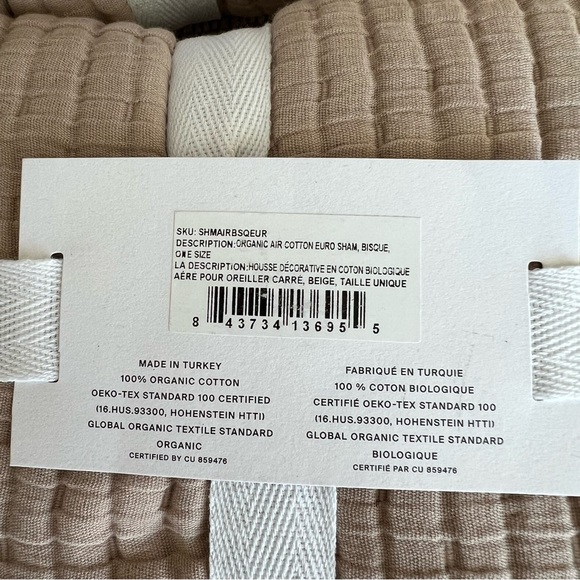 SKU: SHMAIRBSQEUR
DESCRIPTION:ORGANIC AIR COTTON EURO SHAM, BISQUE,
ONE SIZE
LA DESCRIPTION:HOUSSE DÉCORATIVE EN COTON BIOLOGIQUE
AÉRE POUR OREILLER CARRE, BEIGE, TAILLE UNIQUE
8 43734 13695 5
MADE IN TURKEY
100% ORGANIC COTTON
OEKO-TEX STANDARD 100 CERTIFIED
(16.HUS.93300, HOHENSTEIN HTTI)
GLOBAL ORGANIC TEXTILE STANDARD
ORGANIC
CERTIFIED BY CU 859476
FABRIQUÉ EN TURQUIE
100 % COTON BIOLOGIQUE
CERTIFIÉ OEKO-TEX STANDARD 100
(16.HUS.93300, HOHENSTEIN HTTI)
GLOBAL ORGANIC TEXTILE STANDARD
BIOLOGIQUE
CERTIFIÉ PAR CU 859476